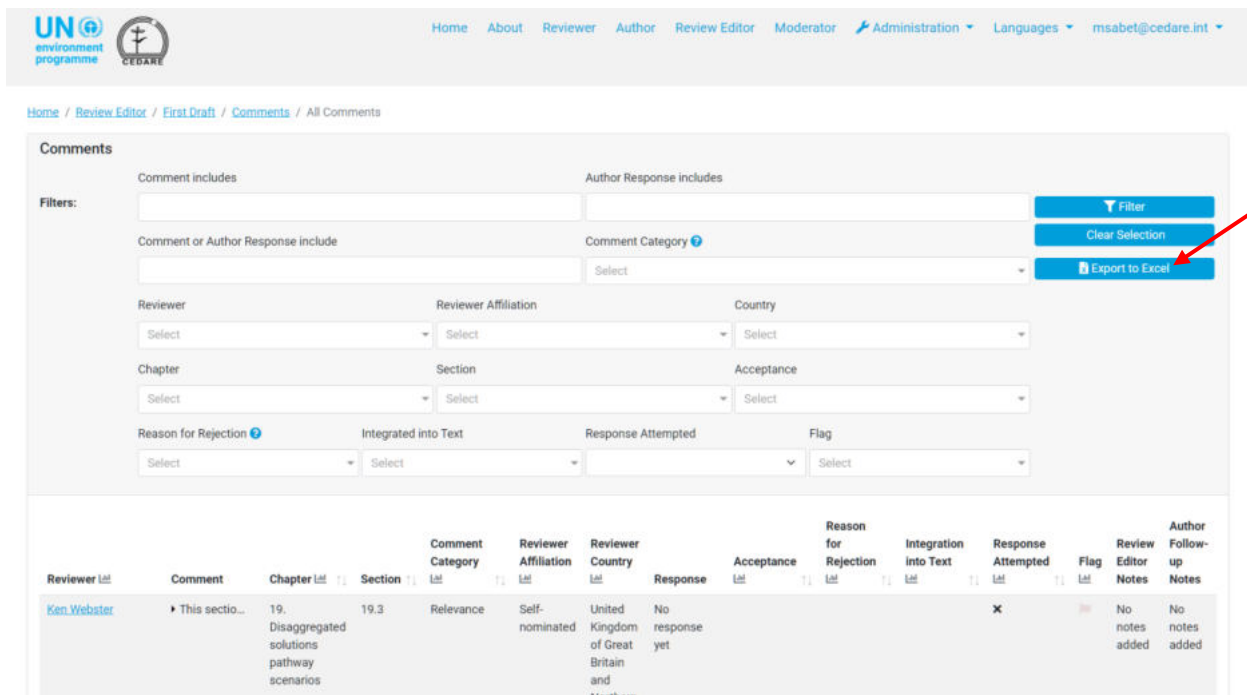 UN
environment
programme
CEDARE
Home About Reviewer Author Review Editor Moderator Administration Languages msabet@cedare.int
Home / Review Editor / First Draft / Comments / All Comments
Comments
Comment includes Author Response includes
Filters:
Filter
Clear Selection
Comment or Author Response include Comment Category
Select
Export to Excel
Reviewer Reviewer Affiliation Country
Select Select Select
Chapter Section Acceptance
Select Select Select
Reason for Rejection Integrated into Text Response Attempted Flag
Select Select Select
Reviewer Comment Chapter Section Comment Category Reviewer Affiliation Reviewer Country Response Acceptance Reason for Rejection Integration into Text Response Attempted Flag Review Editor Notes Author Follow-up Notes
Ken Webster This sectio... 19. 19.3 Relevance Self- United No No No
Disaggregated nominated Kingdom response notes notes
solutions of Great yet added added
pathway Britain
scenarios and